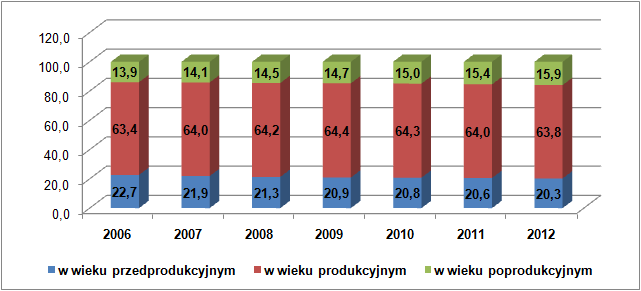 120,0
100,0
80,0
60,0
40,0
20,0
0,0
13,9 14,1 14,5 14,7 15,0 15,4 15,9
63,4 64,0 64,2 64,4 64,3 64,0 63,8
22,7 21,9 21,3 20,9 20,8 20,6 20,3
2006 2007 2008 2009 2010 2011 2012
w wieku przedprodukcyjnym w wieku produkcyjnym w wieku poprodukcyjnym